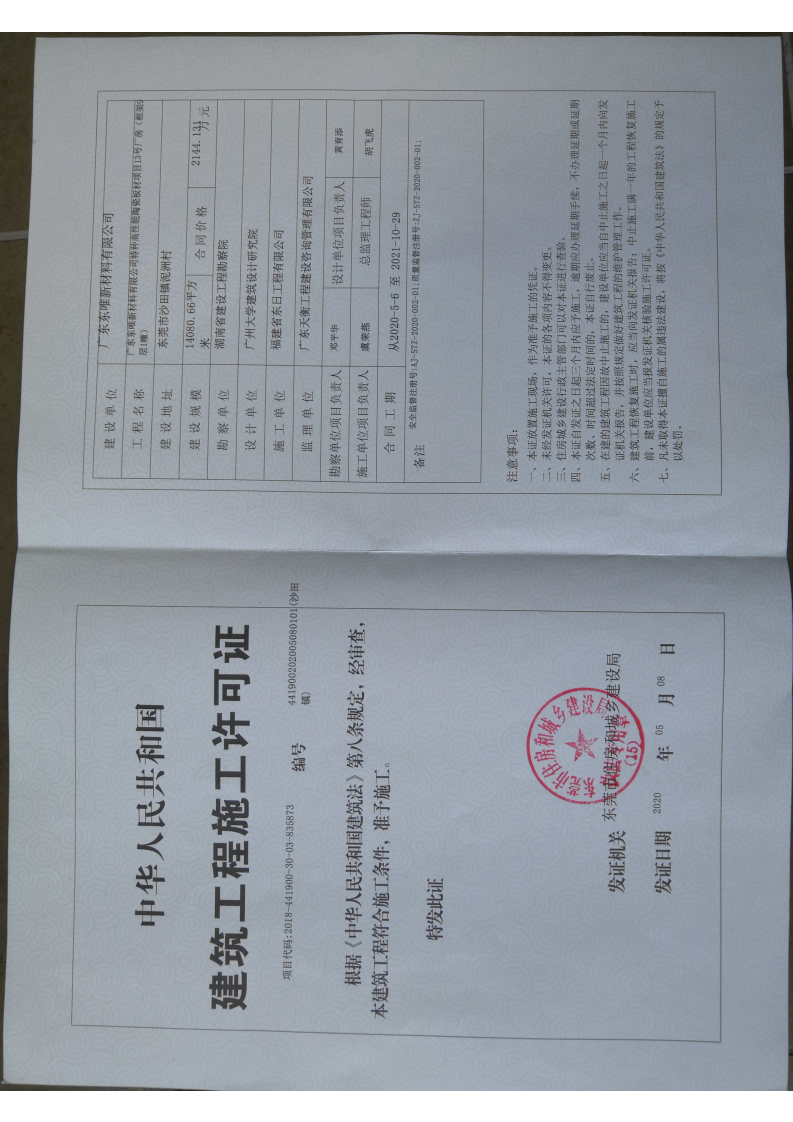 中华人民共和国
建筑工程施工许可证
项目代码:2018-441900-30-03-835873
编号
441900202005080101(沙田
镇)
根据《中华人民共和国建筑法》第八条规定，经审查，
本建筑工程符合施工条件，准予施工。
特发此证
发证机关 东莞市住房和城乡建设局
发证日期 2020 年 05 月 08 日
(15)
建设单位 广东东唯新材料有限公司
工程名称 广东东唯新材料有限公司特种高性能陶瓷板材项目13号厂房（框架
层1幢）
建设地址 东莞市沙田镇泥洲村
建设规模 14080.66平方
米
合同价格 2144.131
万元
勘察单位 湖南省建设工程勘察院
设计单位 广州大学建筑设计研究院
施工单位 福建省东日工程有限公司
监理单位 广东天衡工程建设咨询管理有限公司
勘察单位项目负责人 邓平华 设计单位项目负责人 黄育添
施工单位项目负责人 虞荣燕 总监理工程师 胡飞虎
合同工期 从2020-5-6 至 2021-10-29
备注 安全监督注册号:AJ-STZ-2020-002-01;质量监督注册号:ZJ-STZ-2020-002-01;
注意事项：
一、本证放置施工现场，作为准予施工的凭证。
二、未经发证机关许可，本证的各项内容不得变更。
三、住房城乡建设行政主管部门可以对本证进行查验。
四、本证自发证之日起三个月内应予施工，逾期应办理延期手续，不办理延期或延期
次数、时间超过法定时间的，本证自行废止。
五、在建的建筑工程因故中止施工的，建设单位应当自中止施工之日起一个月内向发
证机关报告，并按照规定做好建筑工程的维护管理工作。
六、建筑工程恢复施工时，应当向发证机关报告；中止施工满一年的工程恢复施工
前，建设单位应当报发证机关核验施工许可证。
七、凡未取得本证擅自施工的属违法建设，将按《中华人民共和国建筑法》的规定予
以处罚。